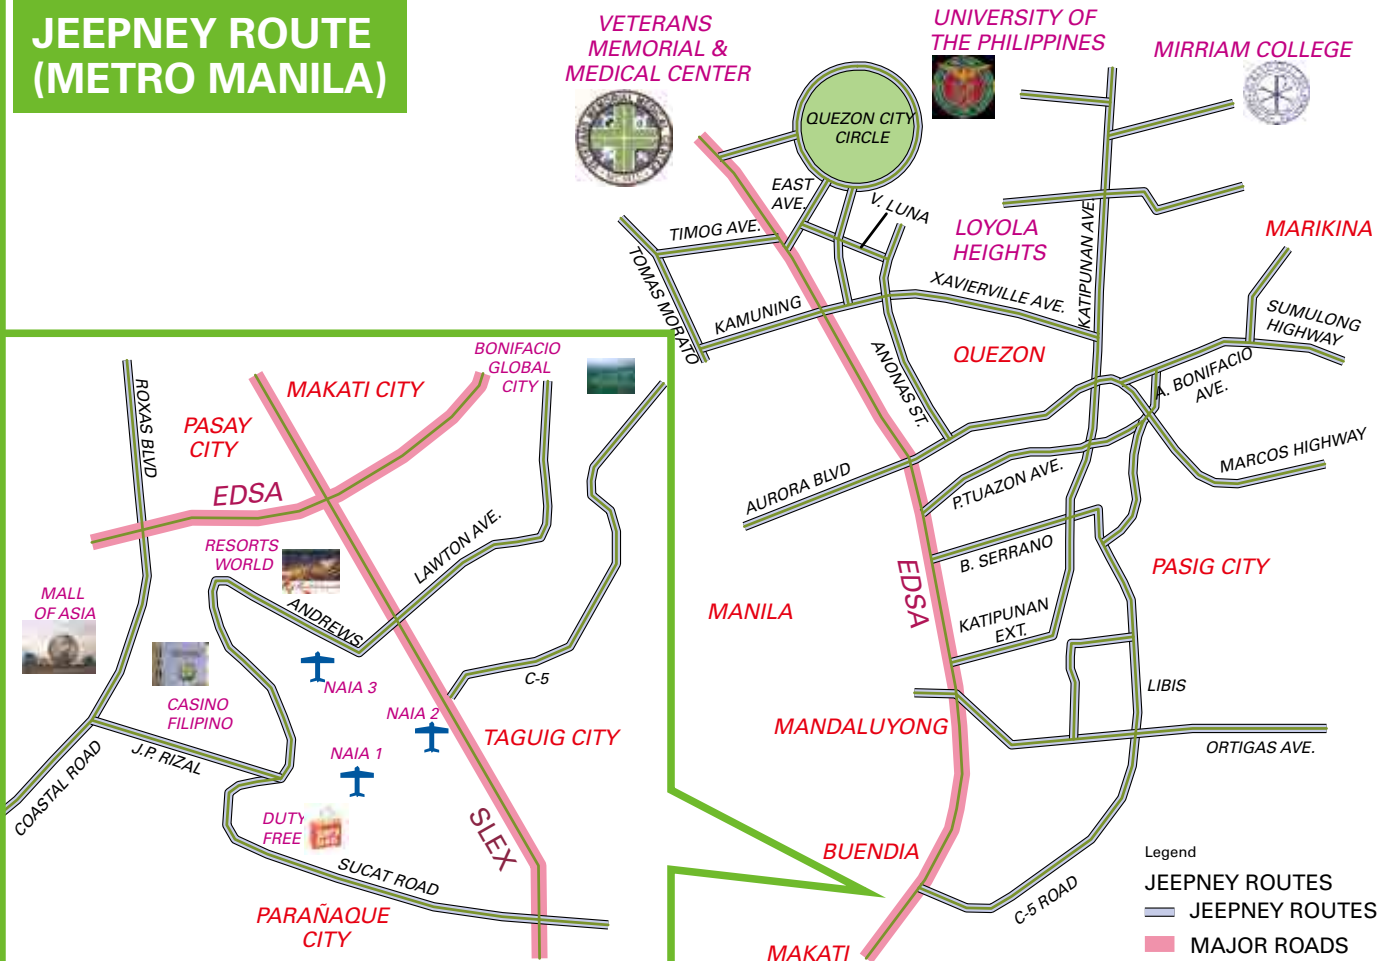 JEEPNEY ROUTE
(METRO MANILA)
VETERANS
MEMORIAL &
MEDICAL CENTER
UNIVERSITY OF
THE PHILIPPINES
MIRRIAM COLLEGE
QUEZON CITY
CIRCLE
EAST
AVE.
V. LUNA
TIMOG AVE.
TOMAS MORATO
KAMUNING
LOYOLA
HEIGHTS
KATIPUNAN AVE
MARIKINA
XAVIERVILLE AVE.
SUMULONG
HIGHWAY
ANONAS ST.
QUEZON
A. BONIFACIO
AVE.
MARCOS HIGHWAY
AURORA BLVD
P.TUAZON AVE.
B. SERRANO
EDSA
PASIG CITY
MANILA
KATIPUNAN
EXT.
LIBIS
MANDALUYONG
ORTIGAS AVE.
BUENDIA
C-5 ROAD
MAKATI
BONIFACIO
GLOBAL
CITY
MAKATI CITY
ROXAS BLVD
PASAY
CITY
EDSA
RESORTS
WORLD
LAWTON AVE.
MALL
OF ASIA
ANDREWS
NAIA 3
C-5
CASINO
FILIPINO
NAIA 2
TAGUIG CITY
J.P. RIZAL
NAIA 1
COASTAL ROAD
DUTY
FREE
SLEX
SUCAT ROAD
PARAÑAQUE
CITY
Legend
JEEPNEY ROUTES
JEEPNEY ROUTES
MAJOR ROADS